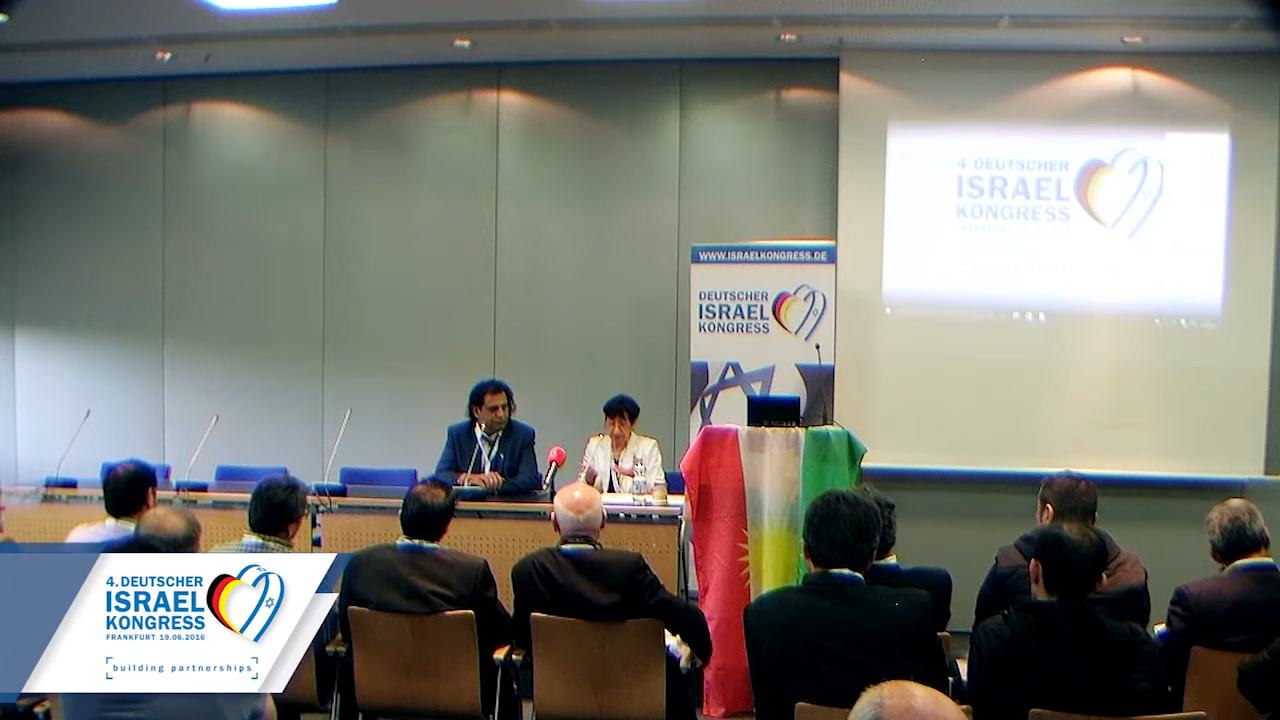 4. DEUTSCHER
ISRAEL
KONGRESS
WWW.ISRAELKONGRESS.DE
DEUTSCHER
ISRAEL
KONGRESS
4. DEUTSCHER
ISRAEL
KONGRESS
FRANKFURT 19.06.2016
building partnerships